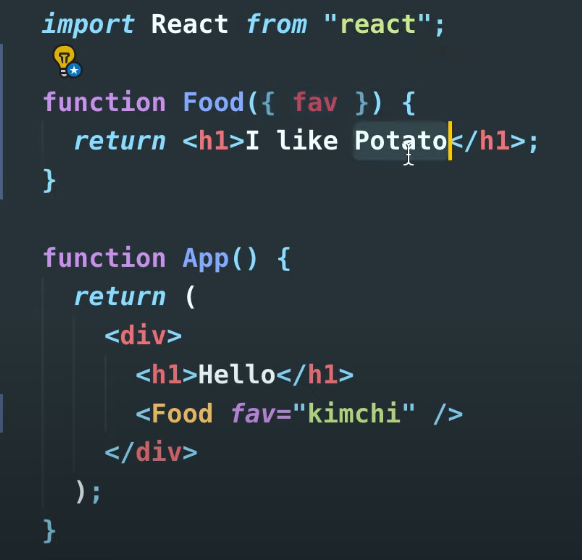 import React from "react";
function Food({ fav }) {
return <h1>I like Potato</h1>;
}
function App() {
return (
<div>
<h1>Hello</h1>
<Food fav="kimchi" />
</div>
);
}